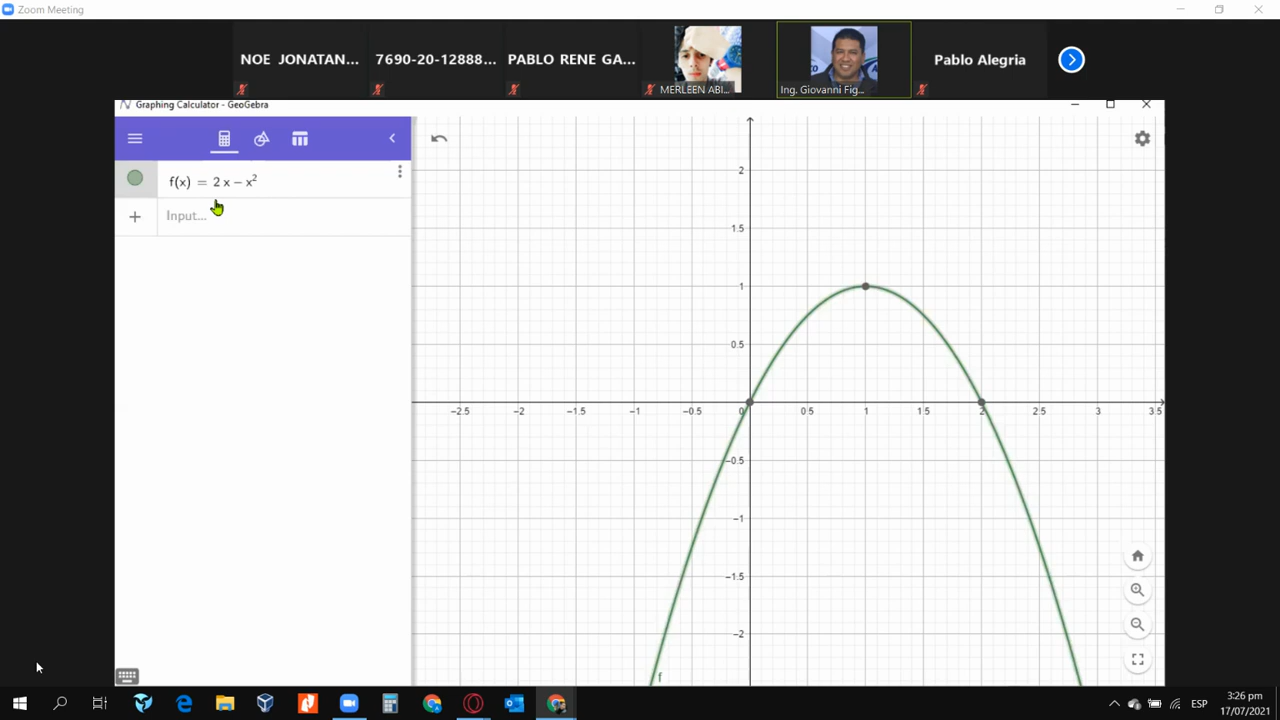 Zoom Meeting
NOE JONATAN...
7690-20-12888...
PABLO RENE GA...
MERLEEN ABI...
Ing. Giovanni Fig...
Pablo Alegria
Graphing Calculator - GeoGebra
f(x) = 2 x – x²
Input...
2
1.5
1
0.5
-2.5 -2 -1.5 -1 -0.5 0 0.5 1 1.5 2 2.5 3 3.5
-0.5
-1
-1.5
-2
f
3:26 pm
ESP
17/07/2021